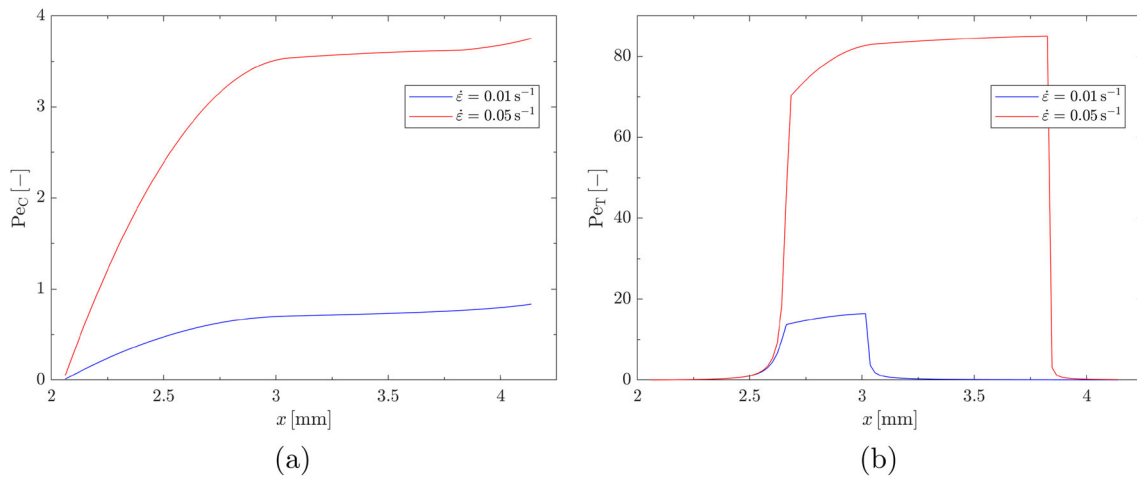 4
3
2
1
0
Pe_C [−]
ε̇ = 0.01 s⁻¹
ε̇ = 0.05 s⁻¹
2 2.5 3 3.5 4
x [mm]
(a)
80
60
40
20
0
Pe_T [−]
ε̇ = 0.01 s⁻¹
ε̇ = 0.05 s⁻¹
2 2.5 3 3.5 4
x [mm]
(b)